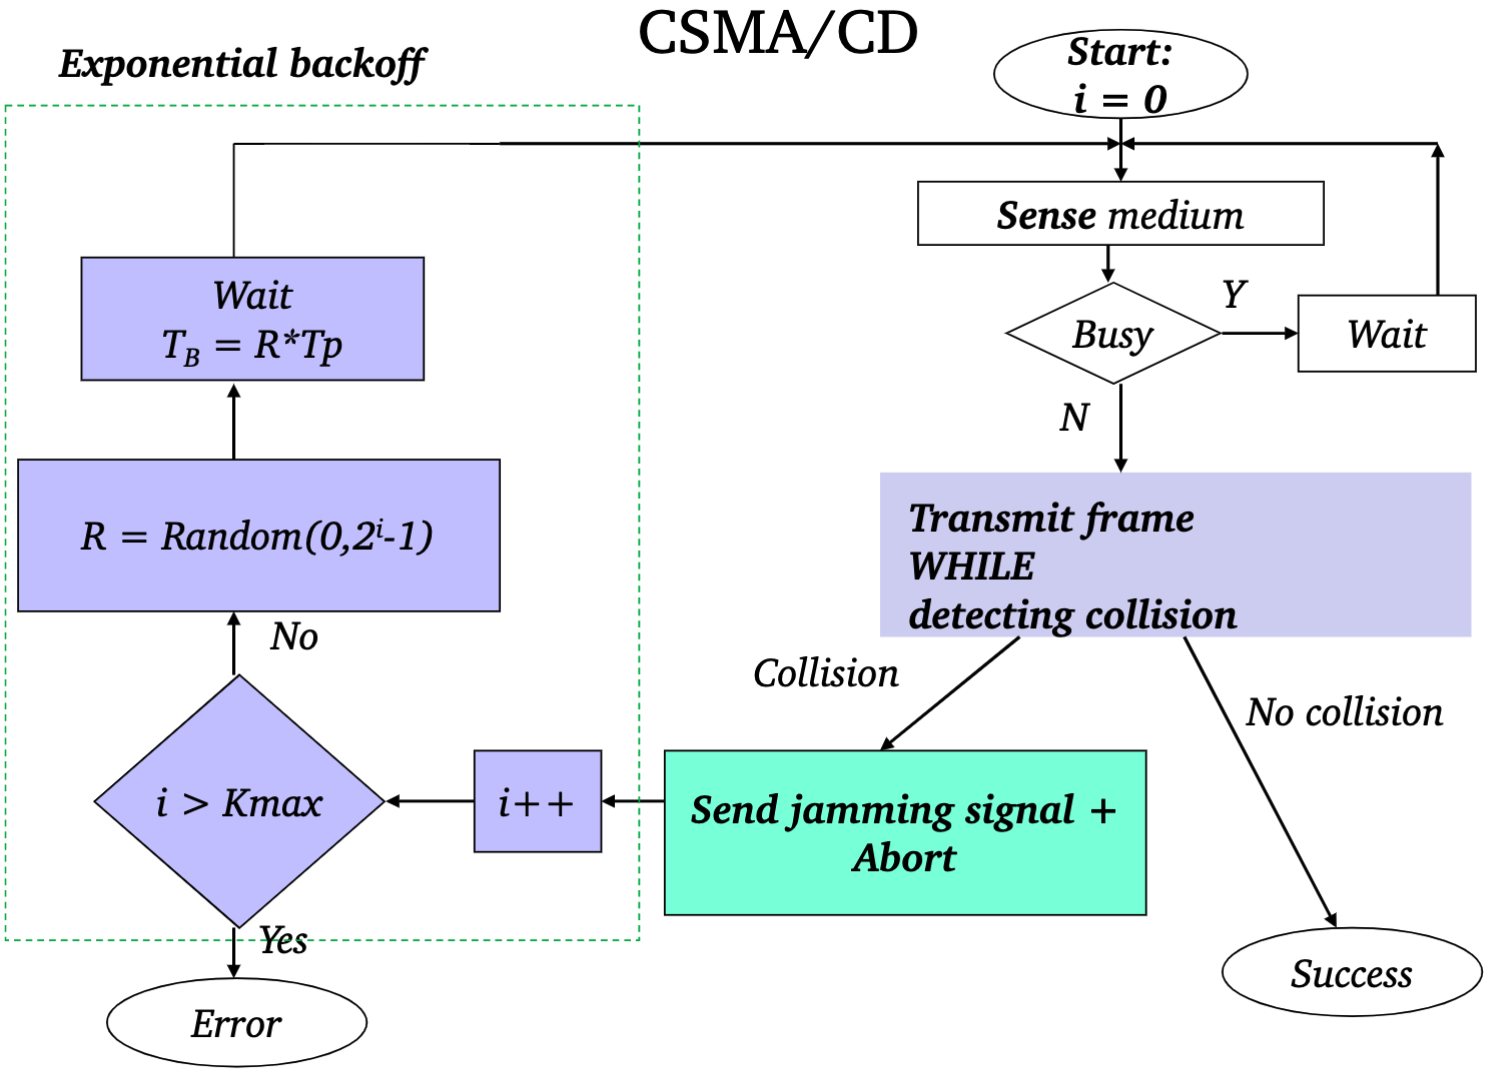 CSMA/CD
Exponential backoff
Start:
i = 0
Sense medium
Busy
Y
Wait
N
Transmit frame
WHILE
detecting collision
Collision
No collision
Send jamming signal +
Abort
Success
i++
i > Kmax
No
Yes
Error
R = Random(0,2ⁱ-1)
Wait
T_B = R*Tp